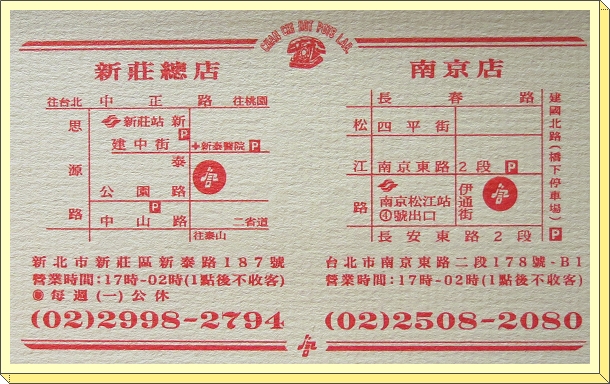 CHAN CHI HOT POTS LAB.
新莊總店
往台北 中正路 往桃園
思源路
新莊站 新泰
P
建中街
新泰醫院 P
公園路
P
中山路 二省道
往泰山
新北市新莊區新泰路187號
營業時間:17時-02時(1點後不收客)
每週(一)公休
(02)2998-2794
南京店
長春路
松江路
四平街
建國北路(橋下停車場)
P
南京東路2段 P
南京松江站
④號出口
伊通街
長安東路2段
台北市南京東路二段178號-B1
營業時間:17時-02時(1點後不收客)
(02)2508-2080